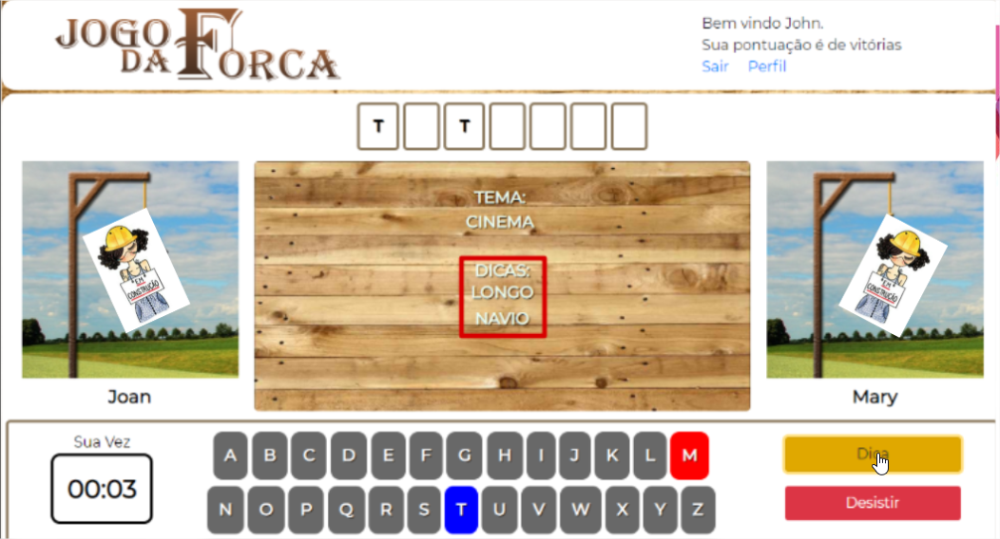 JOGO
DA FORCA
Bem vindo John.
Sua pontuação é de vitórias
Sair Perfil
T T
TEMA:
CINEMA
DICAS:
LONGO
NAVIO
EM
CONSTRUÇÃO
EM
CONSTRUÇÃO
Joan
Mary
Sua Vez
00:03
A B C D E F G H I J K L M
N O P Q R S T U V W X Y Z
Dica
Desistir